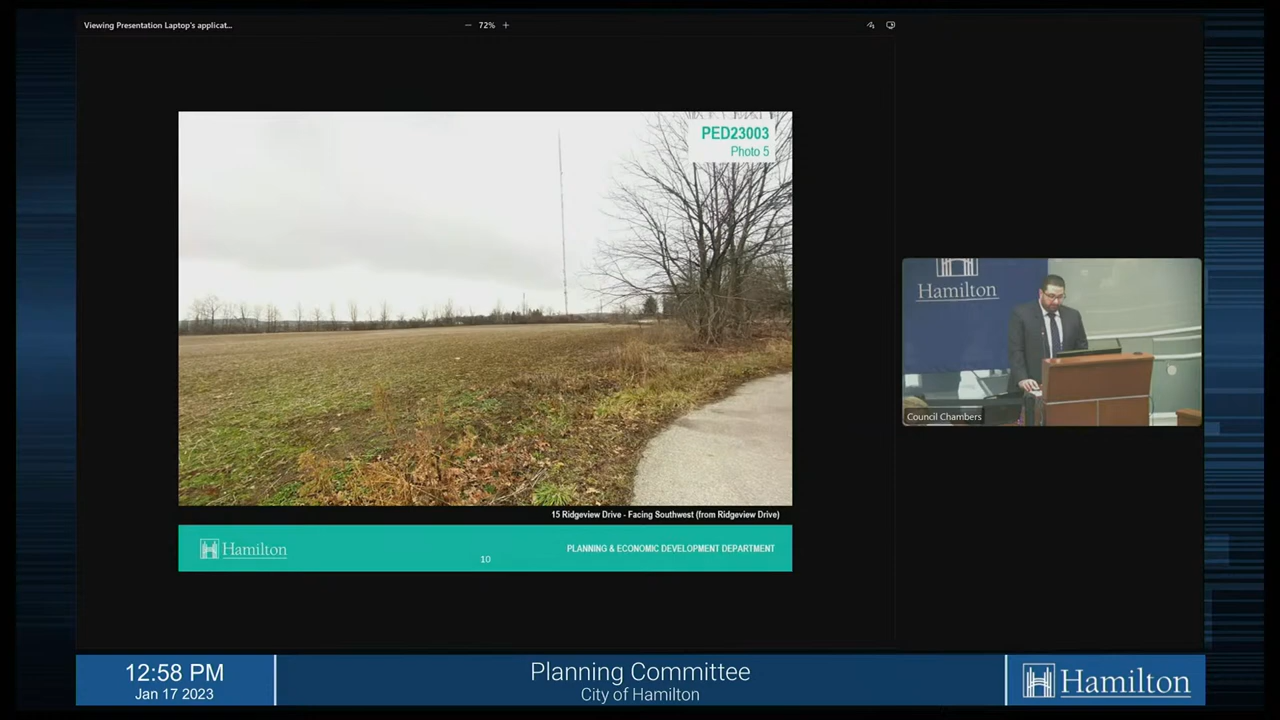 Viewing Presentation Laptop's applicat...
72%
PED23003
Photo 5
15 Ridgeview Drive - Facing Southwest (from Ridgeview Drive)
Hamilton
10
PLANNING & ECONOMIC DEVELOPMENT DEPARTMENT
Hamilton
Council Chambers
12:58 PM
Jan 17 2023
Planning Committee
City of Hamilton
Hamilton